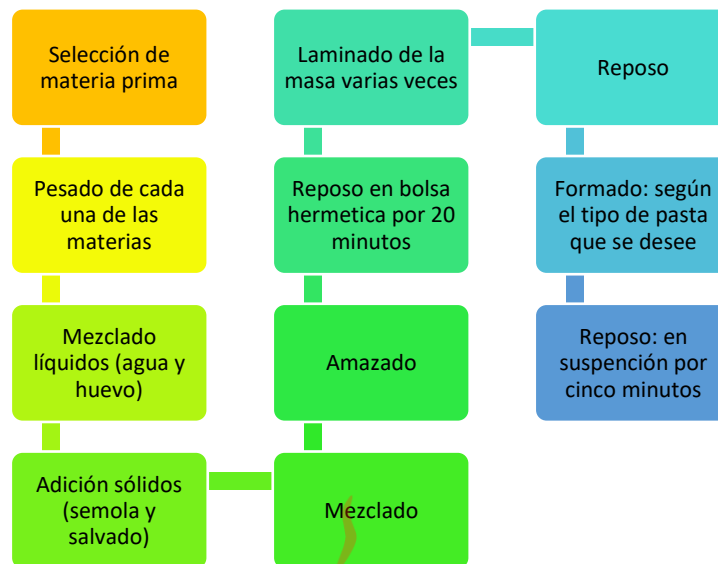 Selección de
materia prima
Pesado de cada
una de las
materias
Mezclado
líquidos (agua y
huevo)
Adición sólidos
(semola y
salvado)
Mezclado
Amazado
Reposo en bolsa
hermetica por 20
minutos
Laminado de la
masa varias veces
Reposo
Formado: según
el tipo de pasta
que se desee
Reposo: en
suspención por
cinco minutos